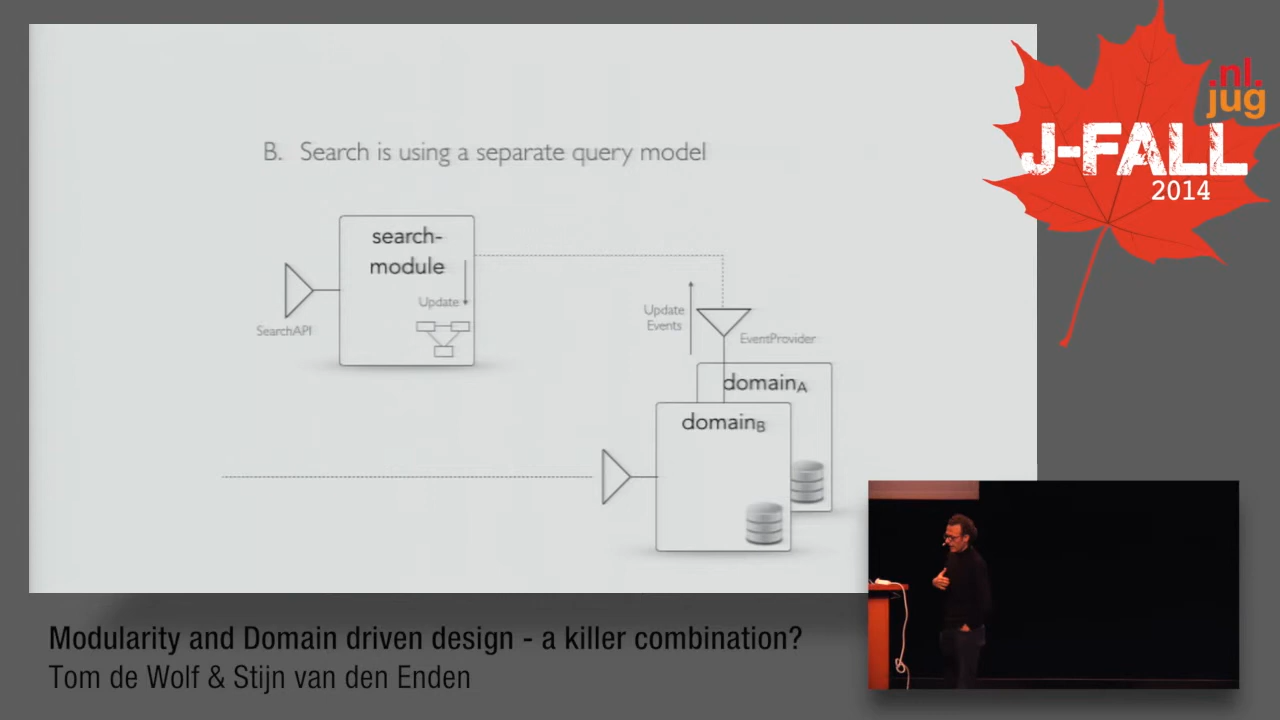 .nl.
jug
J-FALL
2014
B. Search is using a separate query model
search-
module
Update
SearchAPI
Update
Events
EventProvider
domainA
domainB
Modularity and Domain driven design - a killer combination?
Tom de Wolf & Stijn van den Enden